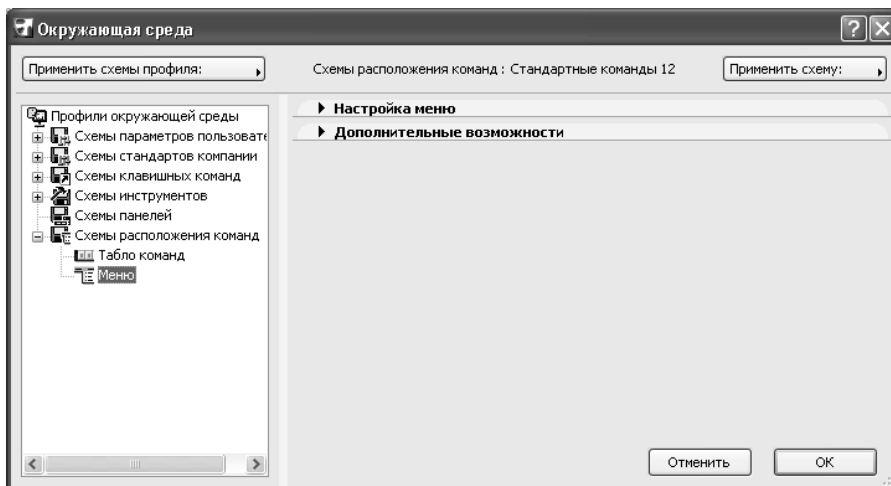 Окружающая среда
Применить схемы профиля:
Схемы расположения команд : Стандартные команды 12
Применить схему:
Профили окружающей среды
Схемы параметров пользовате
Схемы стандартов компании
Схемы клавишных команд
Схемы инструментов
Схемы панелей
Схемы расположения команд
Табло команд
Меню
Настройка меню
Дополнительные возможности
Отменить
OK